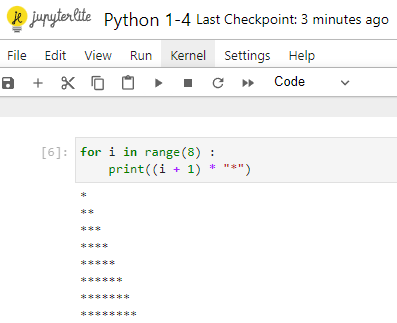 jupyterlite Python 1-4 Last Checkpoint: 3 minutes ago
File Edit View Run Kernel Settings Help
Code
[6]: for i in range(8) :
    print((i + 1) * "*")
*
**
***
****
*****
******
*******
********